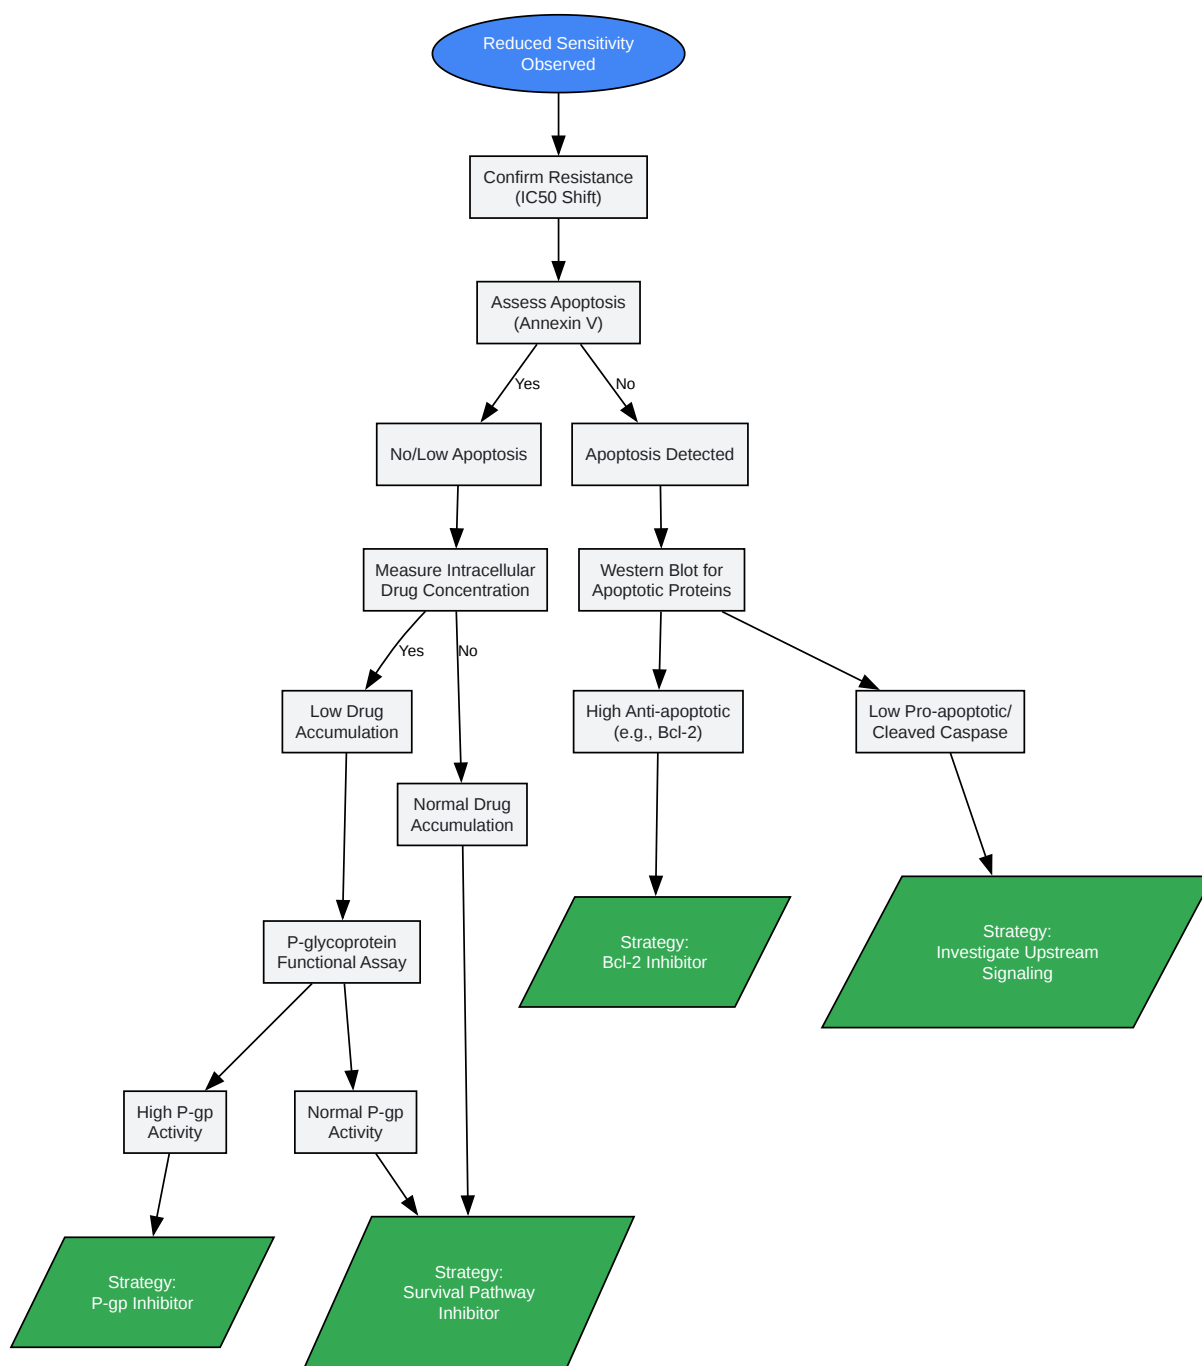 Reduced Sensitivity
Observed
Confirm Resistance
(IC50 Shift)
Assess Apoptosis
(Annexin V)
Yes
No
No/Low Apoptosis
Apoptosis Detected
Measure Intracellular
Drug Concentration
Western Blot for
Apoptotic Proteins
Yes
No
Low Drug
Accumulation
High Anti-apoptotic
(e.g., Bcl-2)
Low Pro-apoptotic/
Cleaved Caspase
Normal Drug
Accumulation
P-glycoprotein
Functional Assay
Strategy:
Bcl-2 Inhibitor
Strategy:
Investigate Upstream
Signaling
High P-gp
Activity
Normal P-gp
Activity
Strategy:
P-gp Inhibitor
Strategy:
Survival Pathway
Inhibitor